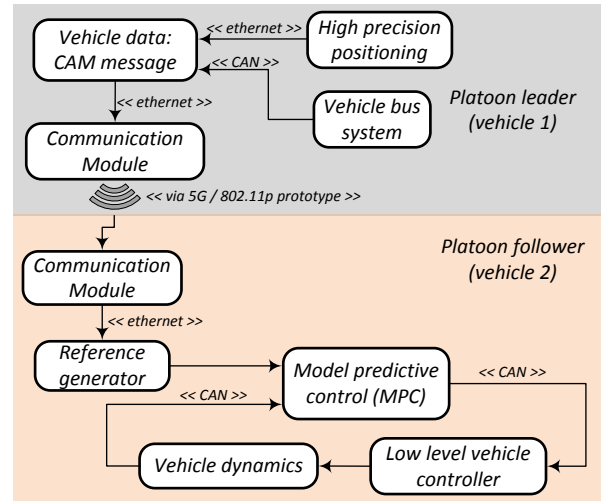 Vehicle data:
CAM message
<< ethernet >>
High precision
positioning
<< CAN >>
Vehicle bus
system
Platoon leader
(vehicle 1)
<< ethernet >>
Communication
Module
<< via 5G / 802.11p prototype >>
Platoon follower
(vehicle 2)
Communication
Module
<< ethernet >>
Reference
generator
Model predictive
control (MPC)
<< CAN >>
<< CAN >>
Vehicle dynamics
Low level vehicle
controller